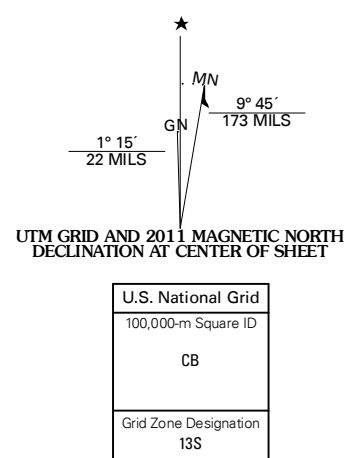 ★
MN
9° 45´
173 MILS
GN
1° 15´
22 MILS
UTM GRID AND 2011 MAGNETIC NORTH
DECLINATION AT CENTER OF SHEET
U.S. National Grid
100,000-m Square ID
CB
Grid Zone Designation
13S